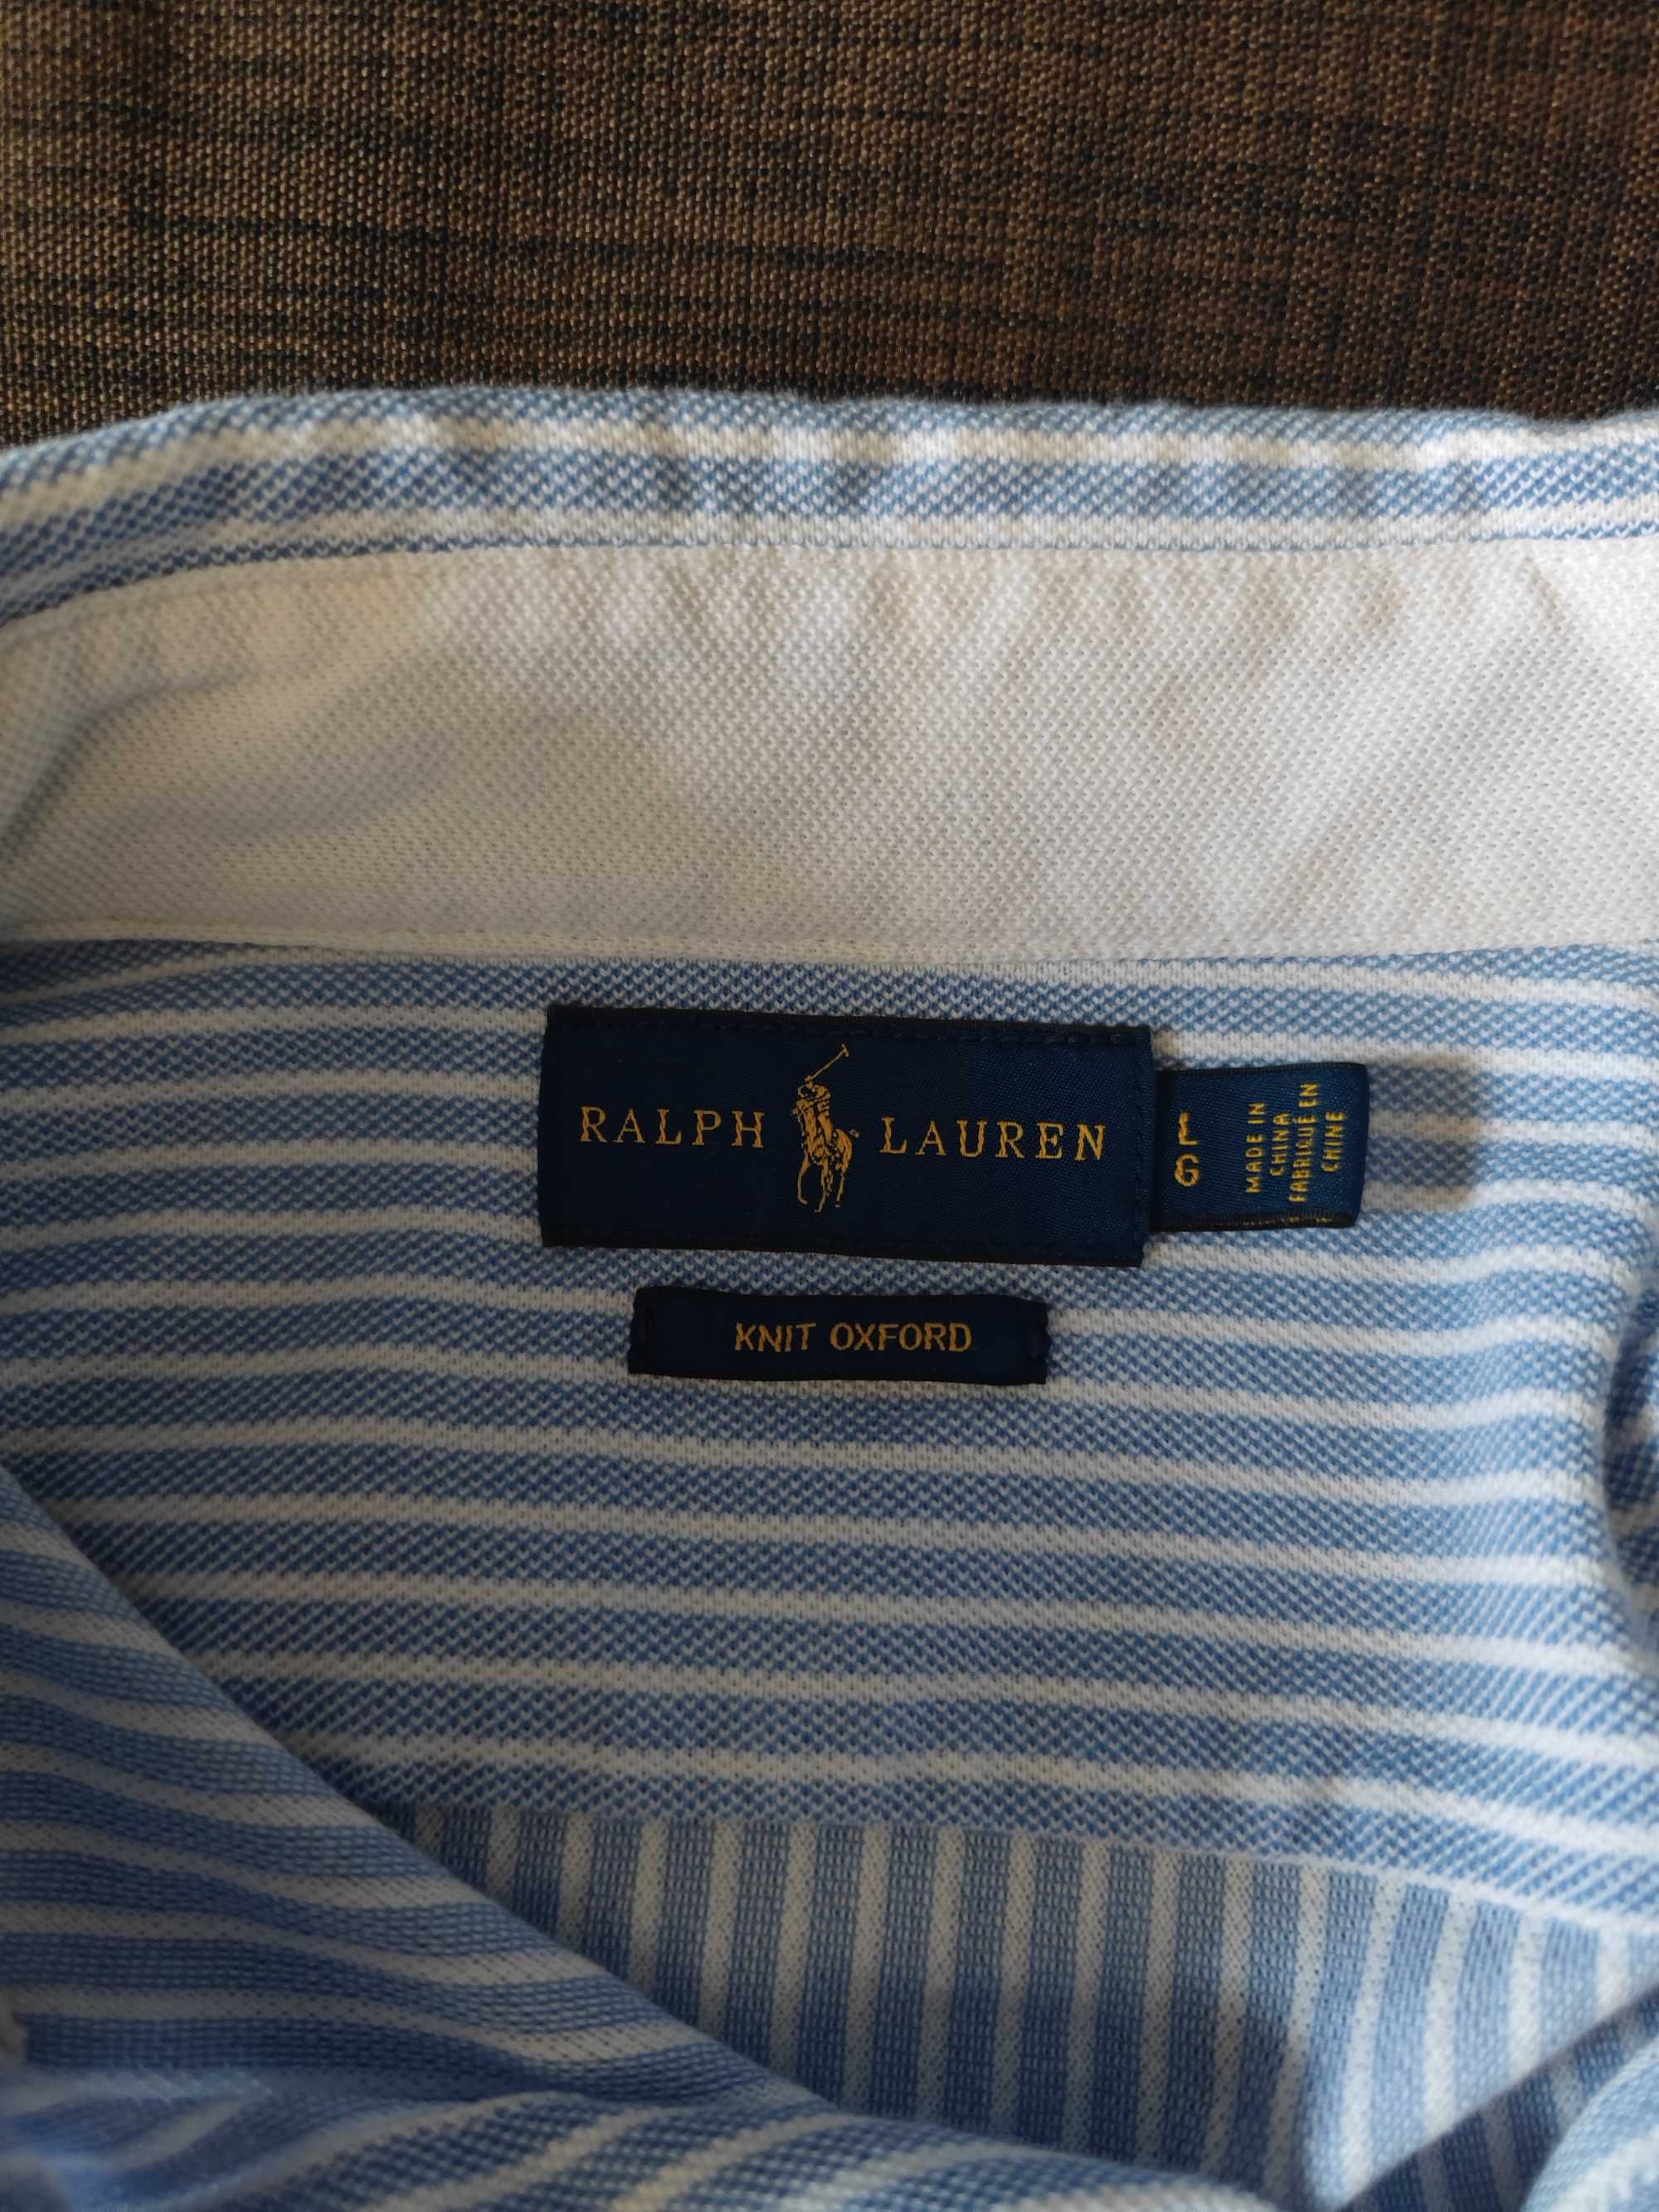 RALPH LAUREN
L
G
MADE IN
CHINA
FABRIQUÉ EN
CHINE
KNIT OXFORD